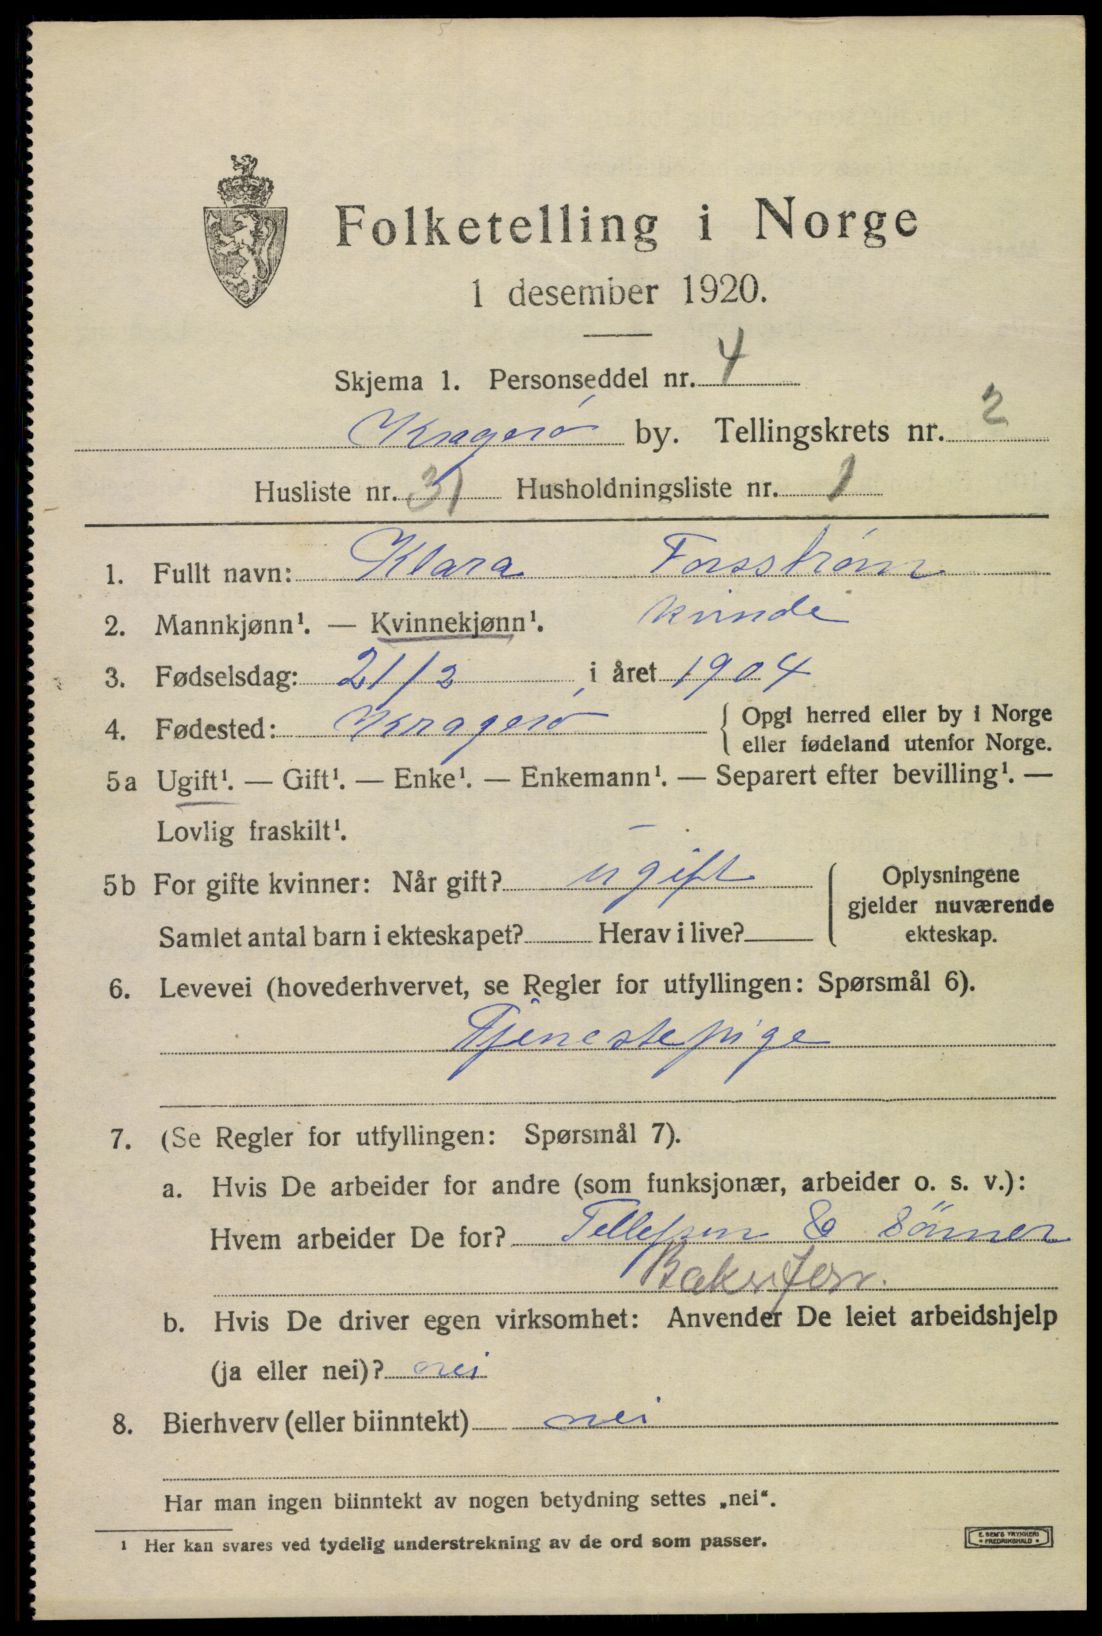 Folketelling i Norge
1 desember 1920.
Skjema 1. Personseddel nr. 4
Kragerø by. Tellingskrets nr. 2
Husliste nr. 31 Husholdningsliste nr. 1
1. Fullt navn: Klara Forsstrøm
2. Mannkjønn¹. — Kvinnekjønn¹. kvinde
3. Fødselsdag: 21/2 i året 1904
4. Fødested: Kragerø { Opgi herred eller by i Norge
eller fødeland utenfor Norge.
5a Ugift¹. — Gift¹. — Enke¹. — Enkemann¹. — Separert efter bevilling¹. —
Lovlig fraskilt¹.
5b For gifte kvinner: Når gift? ugift
Samlet antal barn i ekteskapet? Herav i live?
{ Oplysningene
gjelder nuværende
ekteskap.
6. Levevei (hovederhvervet, se Regler for utfyllingen: Spørsmål 6).
Tjenestepige
7. (Se Regler for utfyllingen: Spørsmål 7).
a. Hvis De arbeider for andre (som funksjonær, arbeider o. s. v.):
Hvem arbeider De for? Tellefsen & Sönner
b. Hvis De driver egen virksomhet: Anvender De leiet arbeidshjelp
(ja eller nei)? nei
8. Bierhverv (eller biinntekt) nei
Har man ingen biinntekt av nogen betydning settes „nei“.
¹ Her kan svares ved tydelig understrekning av de ord som passer.
E. SEM'S TRYKKERI
• FREDRIKSHALD •